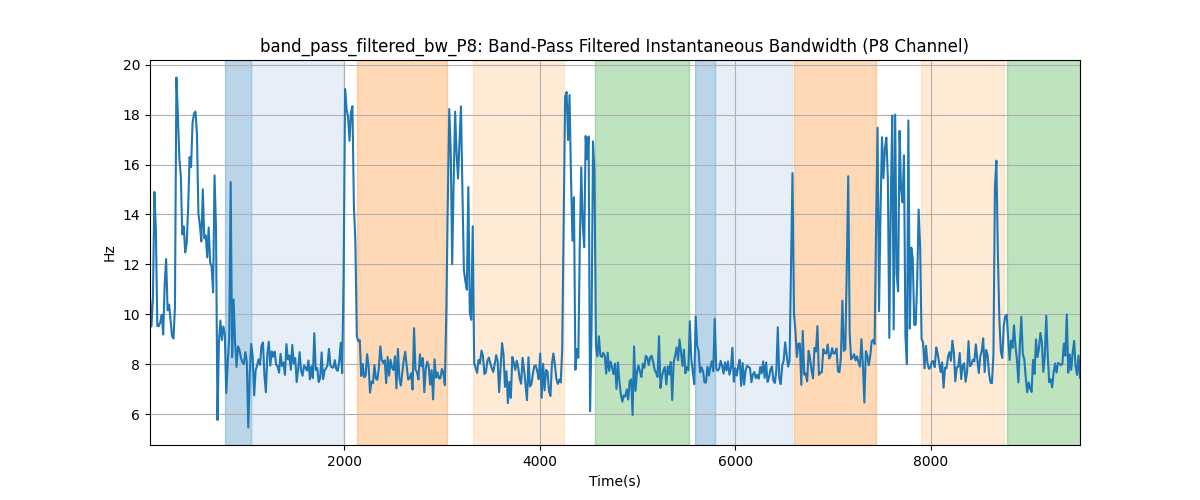 band_pass_filtered_bw_P8: Band-Pass Filtered Instantaneous Bandwidth (P8 Channel)
20
18
16
14
12
10
8
6
Hz
2000 4000 6000 8000
Time(s)